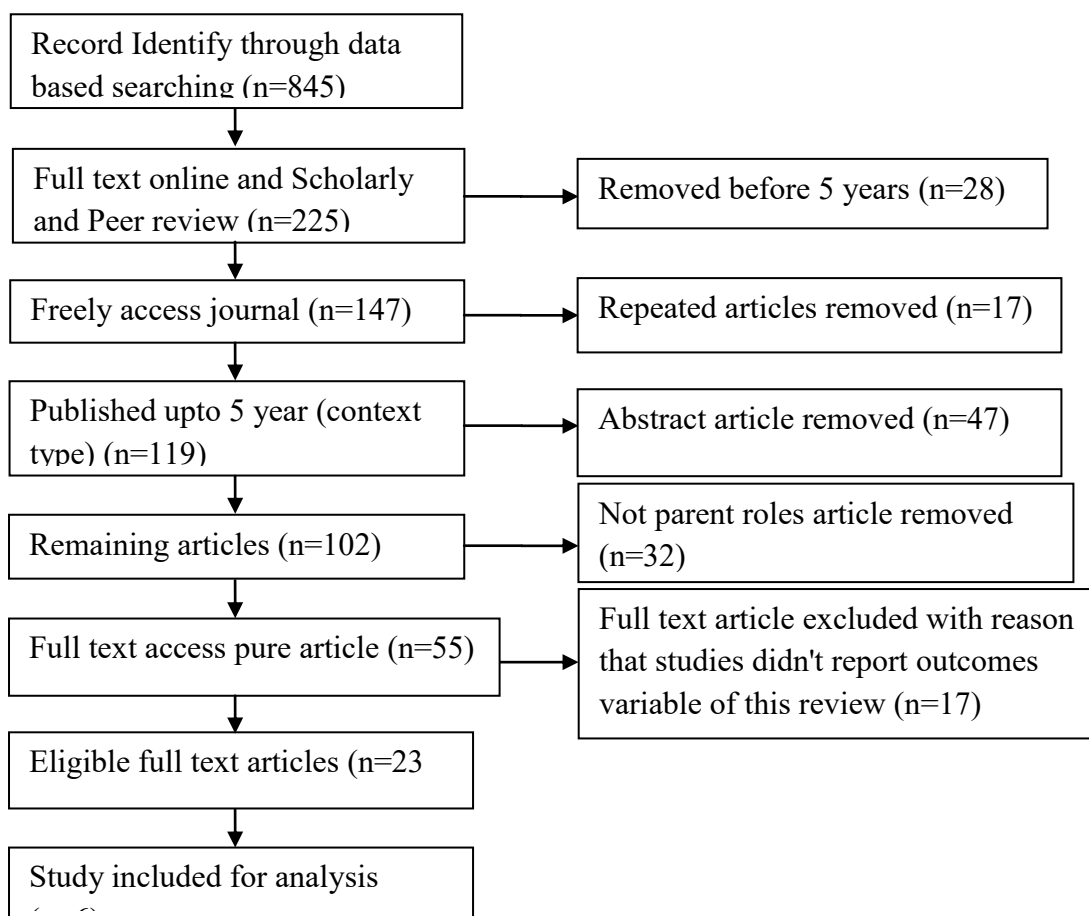 Record Identify through data
based searching (n=845)
Full text online and Scholarly
and Peer review (n=225)
Removed before 5 years (n=28)
Freely access journal (n=147)
Repeated articles removed (n=17)
Published upto 5 year (context
type) (n=119)
Abstract article removed (n=47)
Remaining articles (n=102)
Not parent roles article removed
(n=32)
Full text access pure article (n=55)
Full text article excluded with reason
that studies didn't report outcomes
variable of this review (n=17)
Eligible full text articles (n=23
Study included for analysis